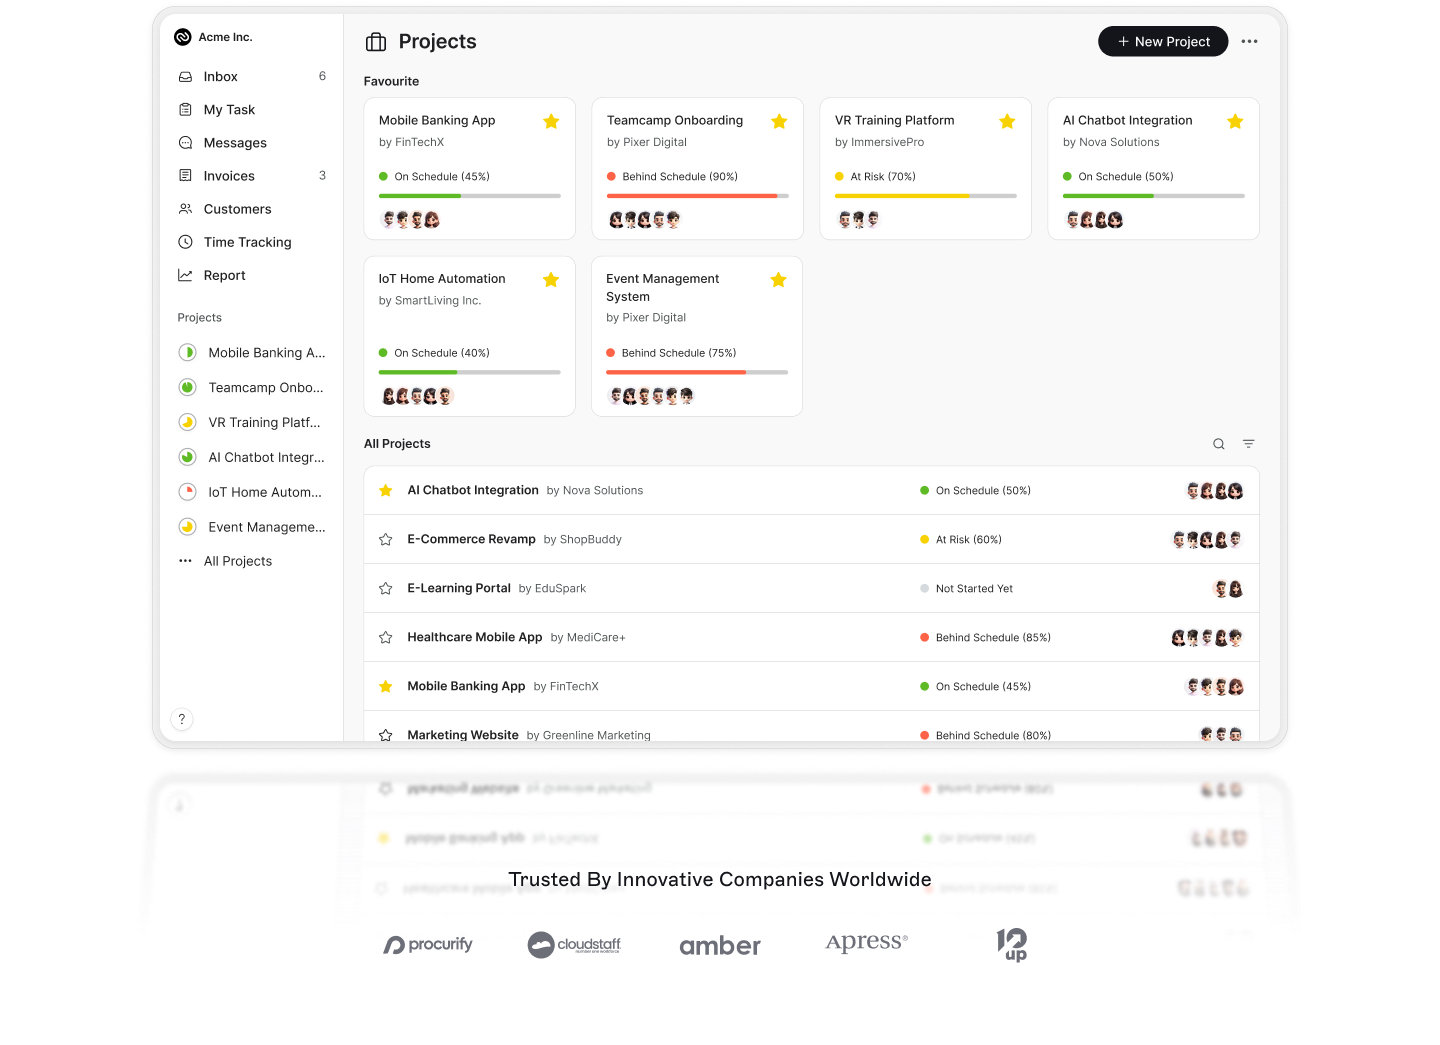 Acme Inc.
Inbox 6
My Task
Messages
Invoices 3
Customers
Time Tracking
Report
Projects
Mobile Banking A...
Teamcamp Onbo...
VR Training Platf...
AI Chatbot Integr...
IoT Home Autom...
Event Manageme...
All Projects
?
Projects
+ New Project
Favourite
Mobile Banking App
by FinTechX
On Schedule (45%)
Teamcamp Onboarding
by Pixer Digital
Behind Schedule (90%)
VR Training Platform
by ImmersivePro
At Risk (70%)
AI Chatbot Integration
by Nova Solutions
On Schedule (50%)
IoT Home Automation
by SmartLiving Inc.
On Schedule (40%)
Event Management
System
by Pixer Digital
Behind Schedule (75%)
All Projects
AI Chatbot Integration by Nova Solutions On Schedule (50%)
E-Commerce Revamp by ShopBuddy At Risk (60%)
E-Learning Portal by EduSpark Not Started Yet
Healthcare Mobile App by MediCare+ Behind Schedule (85%)
Mobile Banking App by FinTechX On Schedule (45%)
Marketing Website by Greenline Marketing Behind Schedule (80%)
Trusted By Innovative Companies Worldwide
procurify
cloudstaff
number one workforce
amber
Apress®
10up